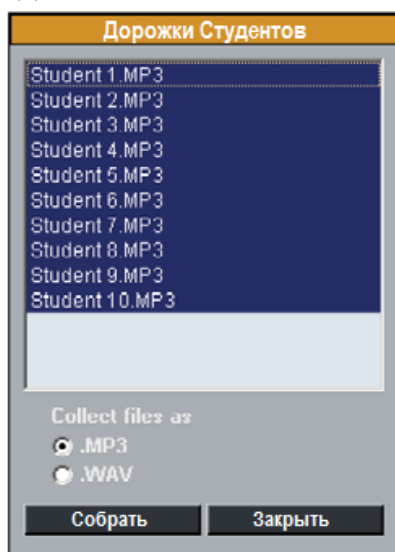 Дорожки Студентов
Student 1.MP3
Student 2.MP3
Student 3.MP3
Student 4.MP3
Student 5.MP3
Student 6.MP3
Student 7.MP3
Student 8.MP3
Student 9.MP3
Student 10.MP3
Collect files as
.MP3
.WAV
Собрать Закрыть